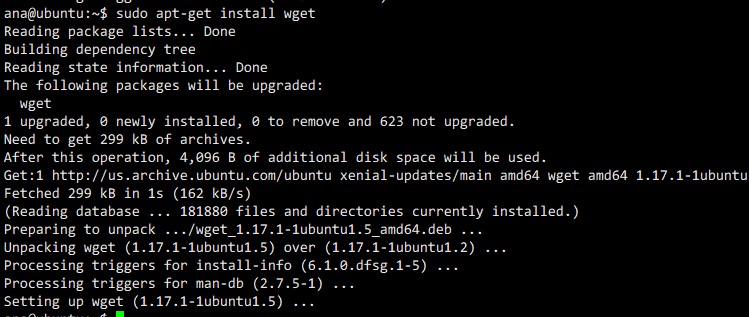 ana@ubuntu:~$ sudo apt-get install wget
Reading package lists... Done
Building dependency tree
Reading state information... Done
The following packages will be upgraded:
  wget
1 upgraded, 0 newly installed, 0 to remove and 623 not upgraded.
Need to get 299 kB of archives.
After this operation, 4,096 B of additional disk space will be used.
Get:1 http://us.archive.ubuntu.com/ubuntu xenial-updates/main amd64 wget amd64 1.17.1-1ubuntu
Fetched 299 kB in 1s (162 kB/s)
(Reading database ... 181880 files and directories currently installed.)
Preparing to unpack .../wget_1.17.1-1ubuntu1.5_amd64.deb ...
Unpacking wget (1.17.1-1ubuntu1.5) over (1.17.1-1ubuntu1.2) ...
Processing triggers for install-info (6.1.0.dfsg.1-5) ...
Processing triggers for man-db (2.7.5-1) ...
Setting up wget (1.17.1-1ubuntu1.5) ...
ana@ubuntu:~$